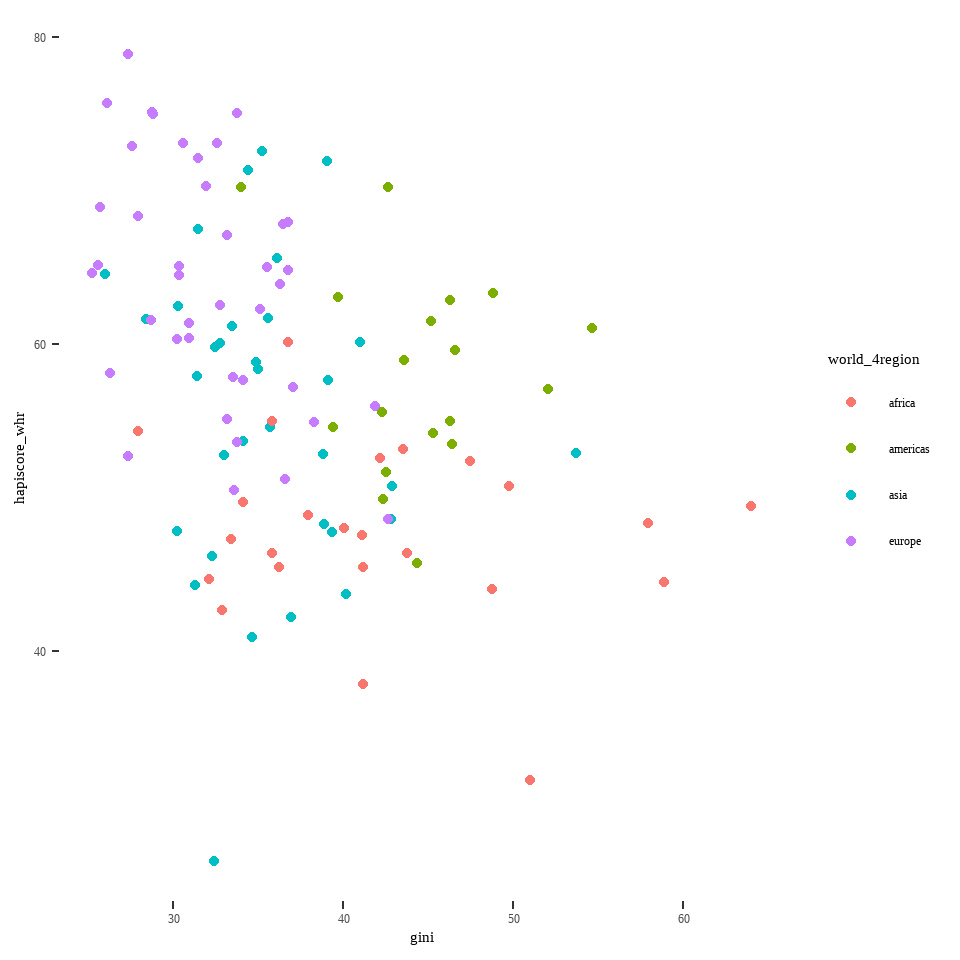 80
60
40
hapiscore_whr
30 40 50 60
gini
world_4region
africa
americas
asia
europe